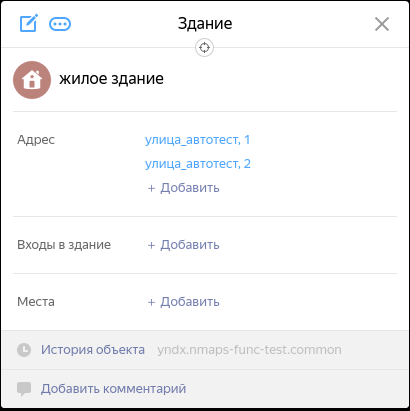 Здание
жилое здание
Адрес
улица_автотест, 1
улица_автотест, 2
+ Добавить
Входы в здание
+ Добавить
Места
+ Добавить
История объекта yndx.nmaps-func-test.common
Добавить комментарий